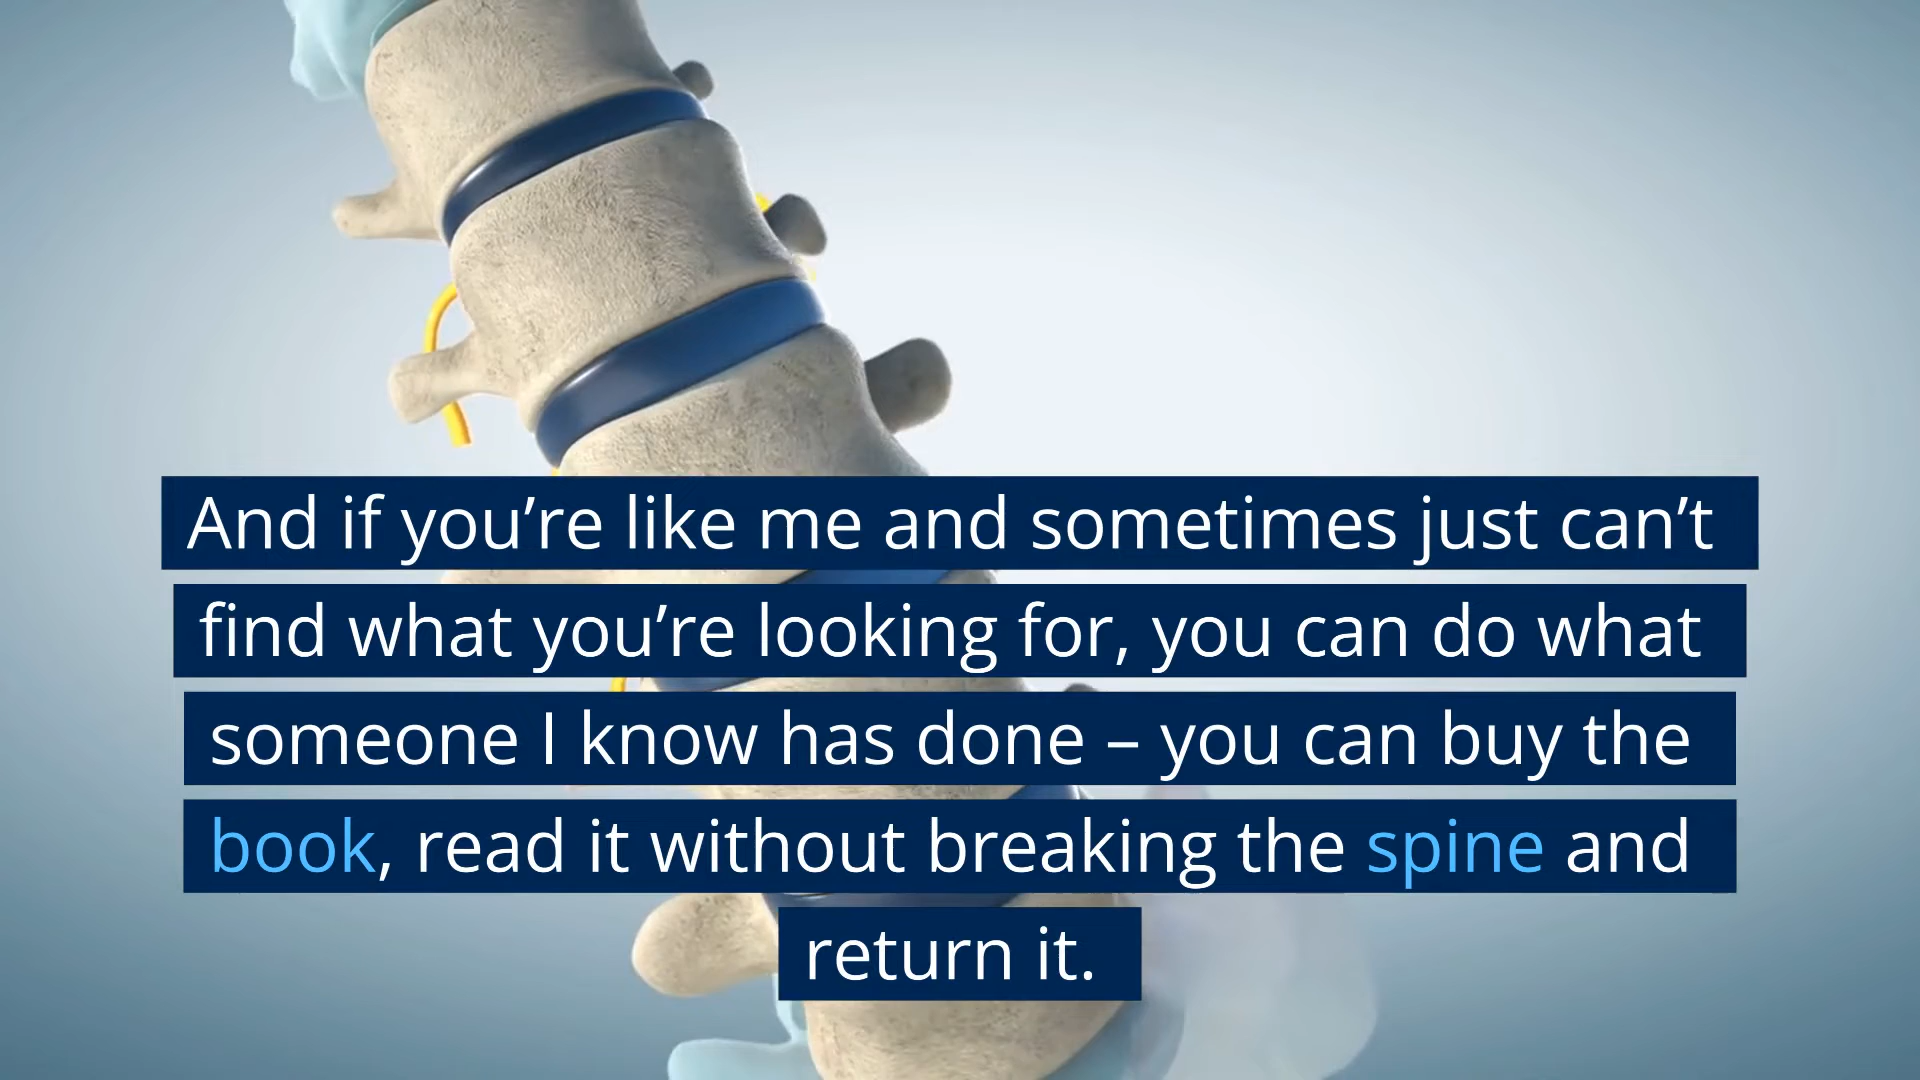 And if you’re like me and sometimes just can’t
find what you’re looking for, you can do what
someone I know has done – you can buy the
book, read it without breaking the spine and
return it.